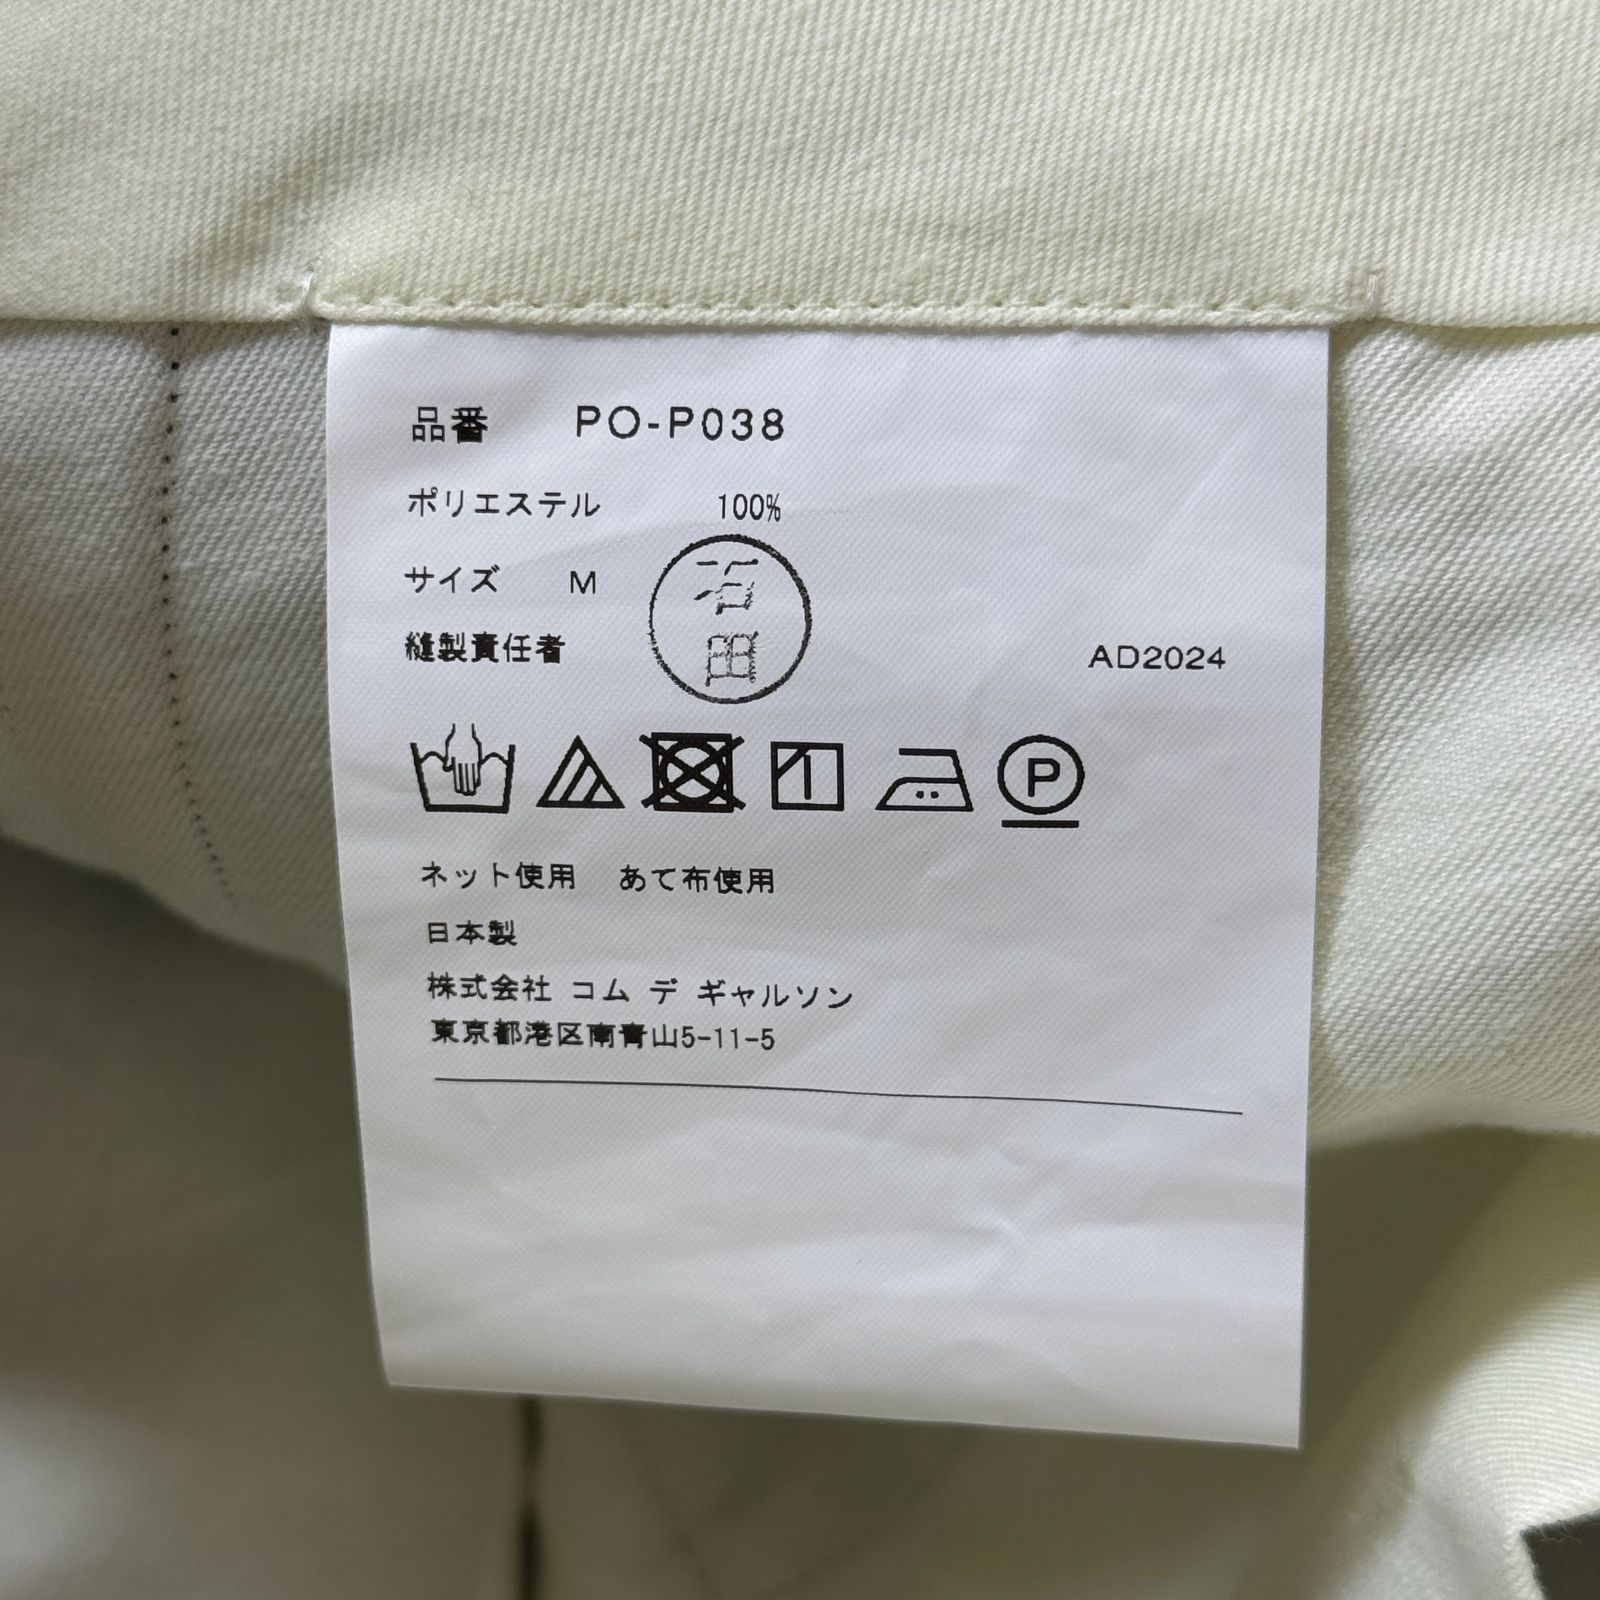 品番 PO-P038
ポリエステル 100%
サイズ M
石田
縫製責任者
AD2024
P
ネット使用 あて布使用
日本製
株式会社 コム デ ギャルソン
東京都港区南青山5-11-5